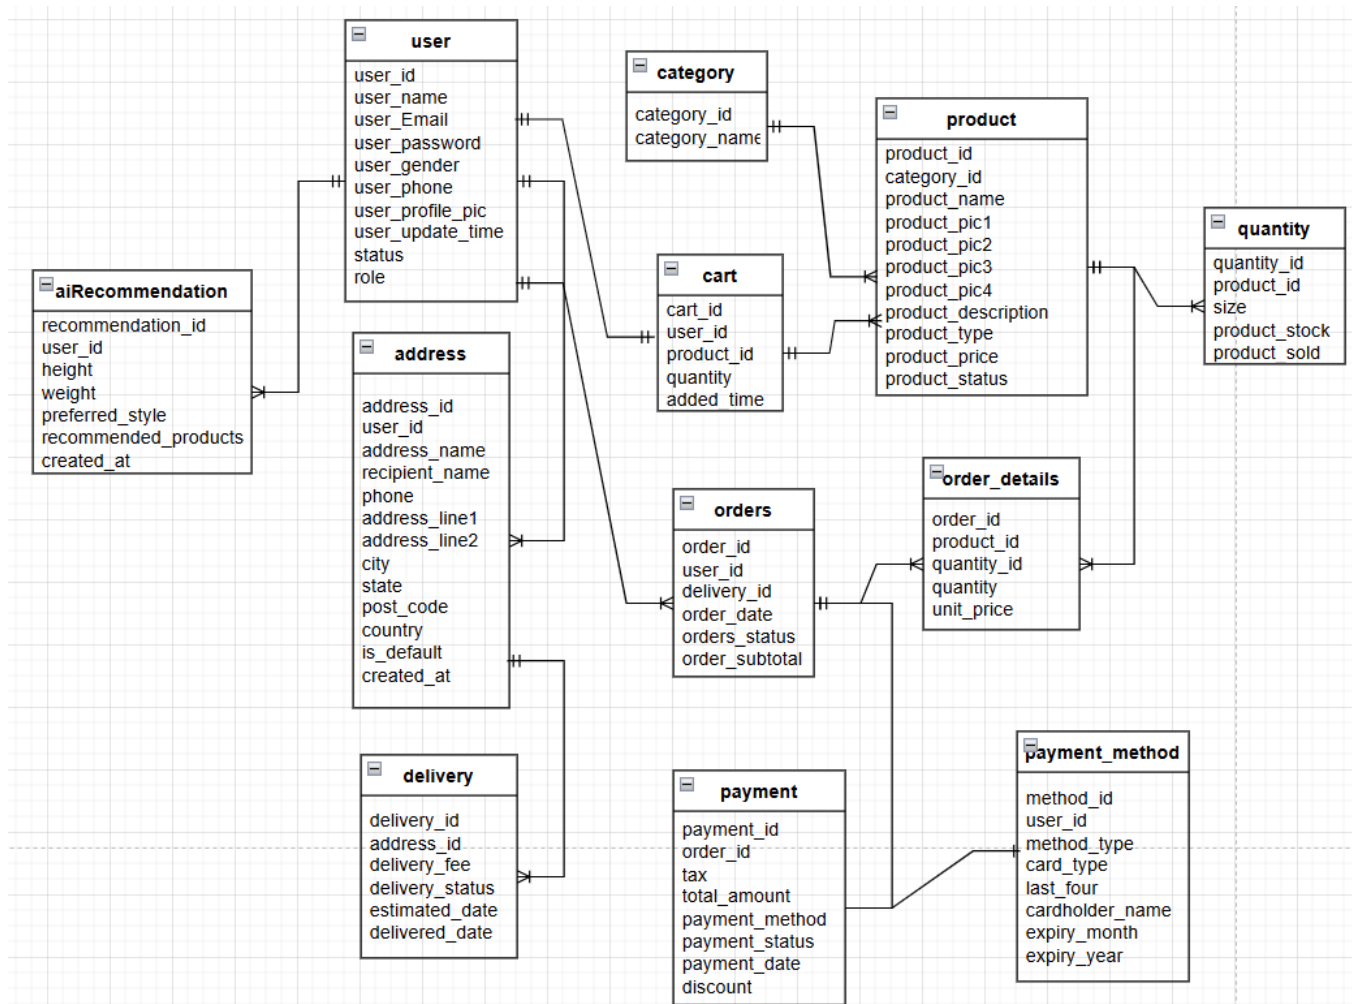 user
user_id
user_name
user_Email
user_password
user_gender
user_phone
user_profile_pic
user_update_time
status
role
category
category_id
category_name
product
product_id
category_id
product_name
product_pic1
product_pic2
product_pic3
product_pic4
product_description
product_type
product_price
product_status
quantity
quantity_id
product_id
size
product_stock
product_sold
aiRecommendation
recommendation_id
user_id
height
weight
preferred_style
recommended_products
created_at
cart
cart_id
user_id
product_id
quantity
added_time
address
address_id
user_id
address_name
recipient_name
phone
address_line1
address_line2
city
state
post_code
country
is_default
created_at
orders
order_id
user_id
delivery_id
order_date
orders_status
order_subtotal
order_details
order_id
product_id
quantity_id
quantity
unit_price
delivery
delivery_id
address_id
delivery_fee
delivery_status
estimated_date
delivered_date
payment
payment_id
order_id
tax
total_amount
payment_method
payment_status
payment_date
discount
payment_method
method_id
user_id
method_type
card_type
last_four
cardholder_name
expiry_month
expiry_year